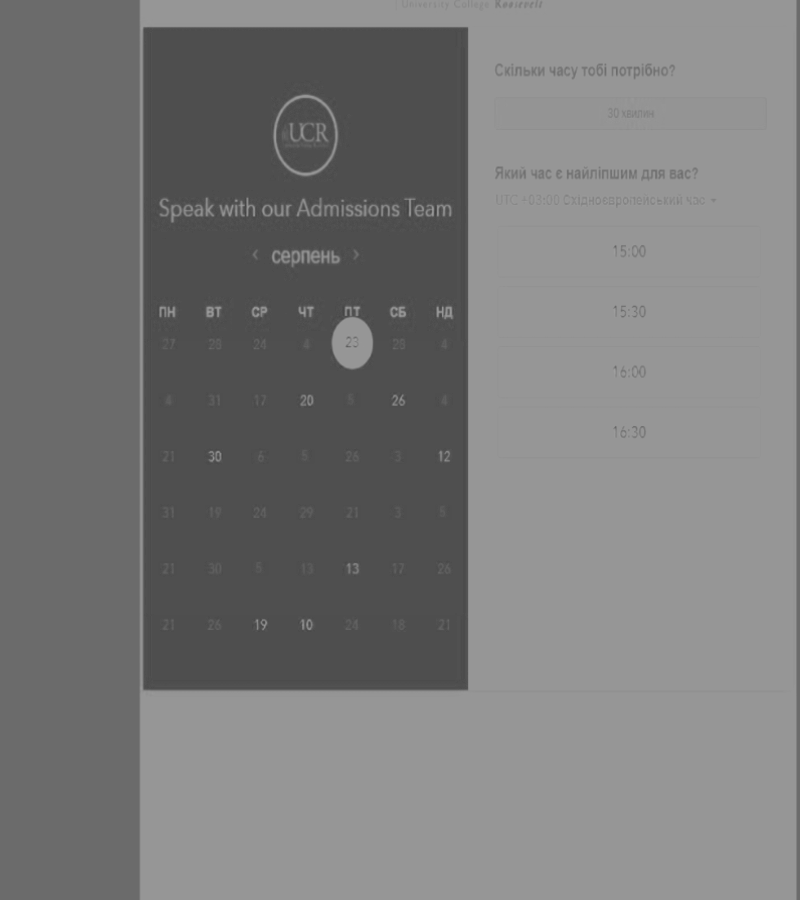 University College Roosevelt
UCR
Speak with our Admissions Team
‹ серпень ›
ПН ВТ СР ЧТ ПТ СБ НД
27 28 24 4 23 28 4
8 31 17 20 5 26 4
21 30 6 5 26 3 12
31 19 24 29 21 3 5
21 30 5 13 13 17 26
21 26 19 10 24 18 21
Скільки часу тобі потрібно?
30 хвилин
Який час є найліпшим для вас?
UTC +03:00 Східноєвропейський час
15:00
15:30
16:00
16:30